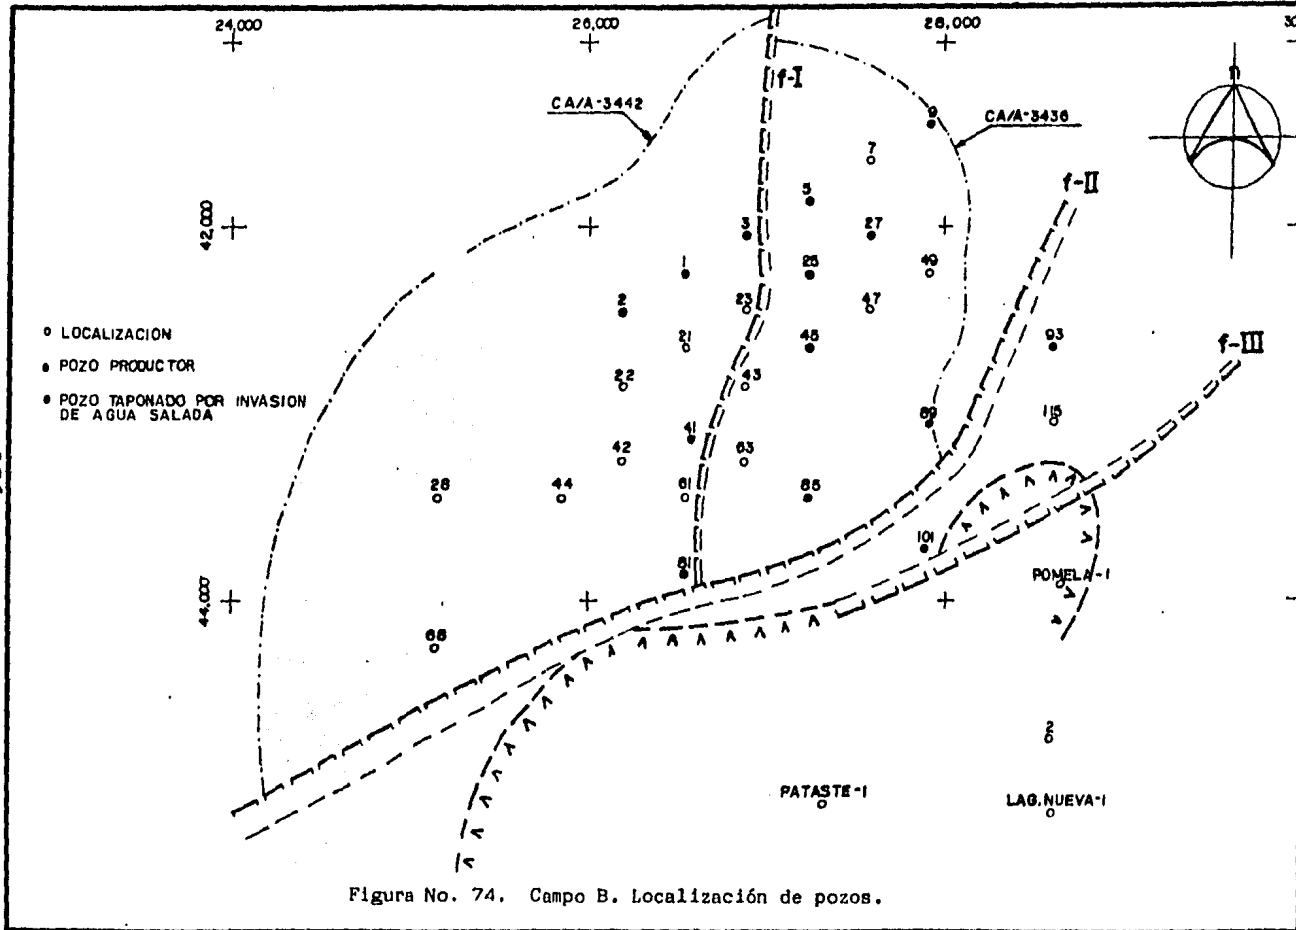 24,000
26,000
28,000
30
f-I
CA/A-3442
CA/A-3436
n
9
7
f-II
5
42,000
3
27
1
25
49
2
23
47
LOCALIZACION
21
45
93
f-III
POZO PRODUCTOR
22
43
POZO TAPONADO POR INVASION
DE AGUA SALADA
41
89
115
42
63
28
44
61
85
101
81
POMELA-1
44,000
68
2
PATASTE-1
LAG.NUEVA-1
Figura No. 74. Campo B. Localización de pozos.